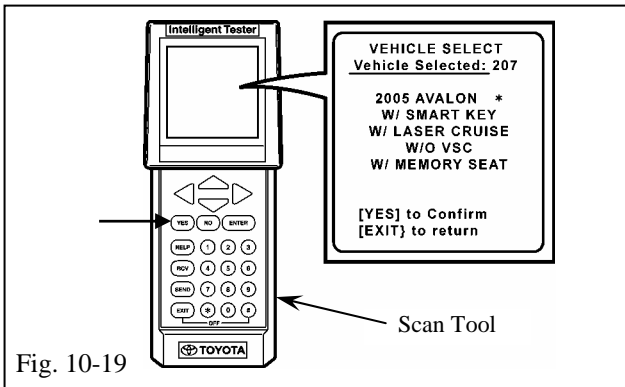 Intelligent Tester
VEHICLE SELECT
Vehicle Selected: 207
2005 AVALON *
W/ SMART KEY
W/ LASER CRUISE
W/O VSC
W/ MEMORY SEAT
[YES] to Confirm
[EXIT} to return
YES NO ENTER
HELP 1 2 3
RCV 4 5 6
SEND 7 8 9
EXIT * 0 #
OFF
TOYOTA
Scan Tool
Fig. 10-19